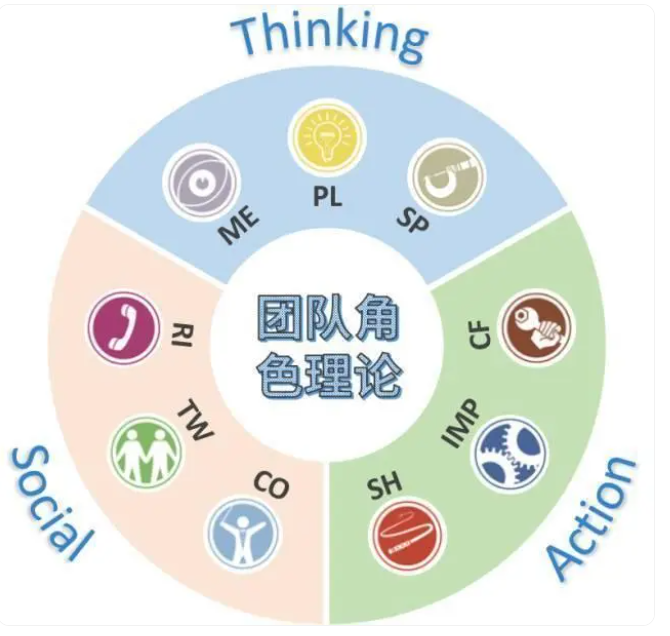 Thinking
ME
PL
SP
RI
团队角
色理论
CF
TW
IMP
CO
SH
Social
Action